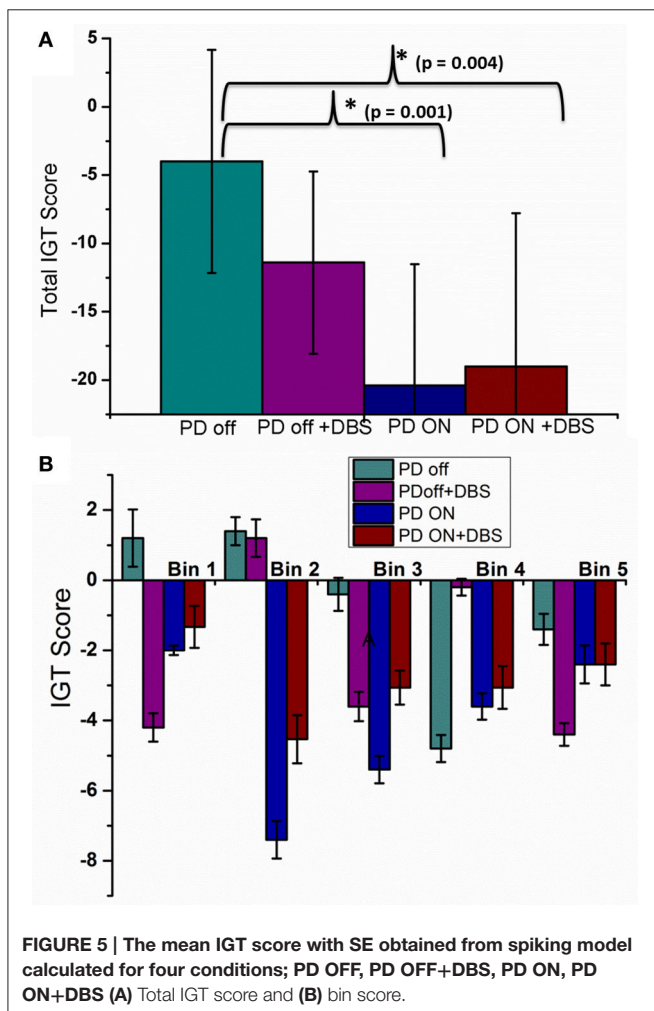 A
5
0
-5
-10
-15
-20
Total IGT Score
* (p = 0.004)
* (p = 0.001)
PD off PD off +DBS PD ON PD ON +DBS
B
2
0
-2
-4
-6
-8
IGT Score
PD off
PDoff+DBS
PD ON
PD ON+DBS
Bin 1 Bin 2 Bin 3 Bin 4 Bin 5
A
FIGURE 5 | The mean IGT score with SE obtained from spiking model
calculated for four conditions; PD OFF, PD OFF+DBS, PD ON, PD
ON+DBS (A) Total IGT score and (B) bin score.